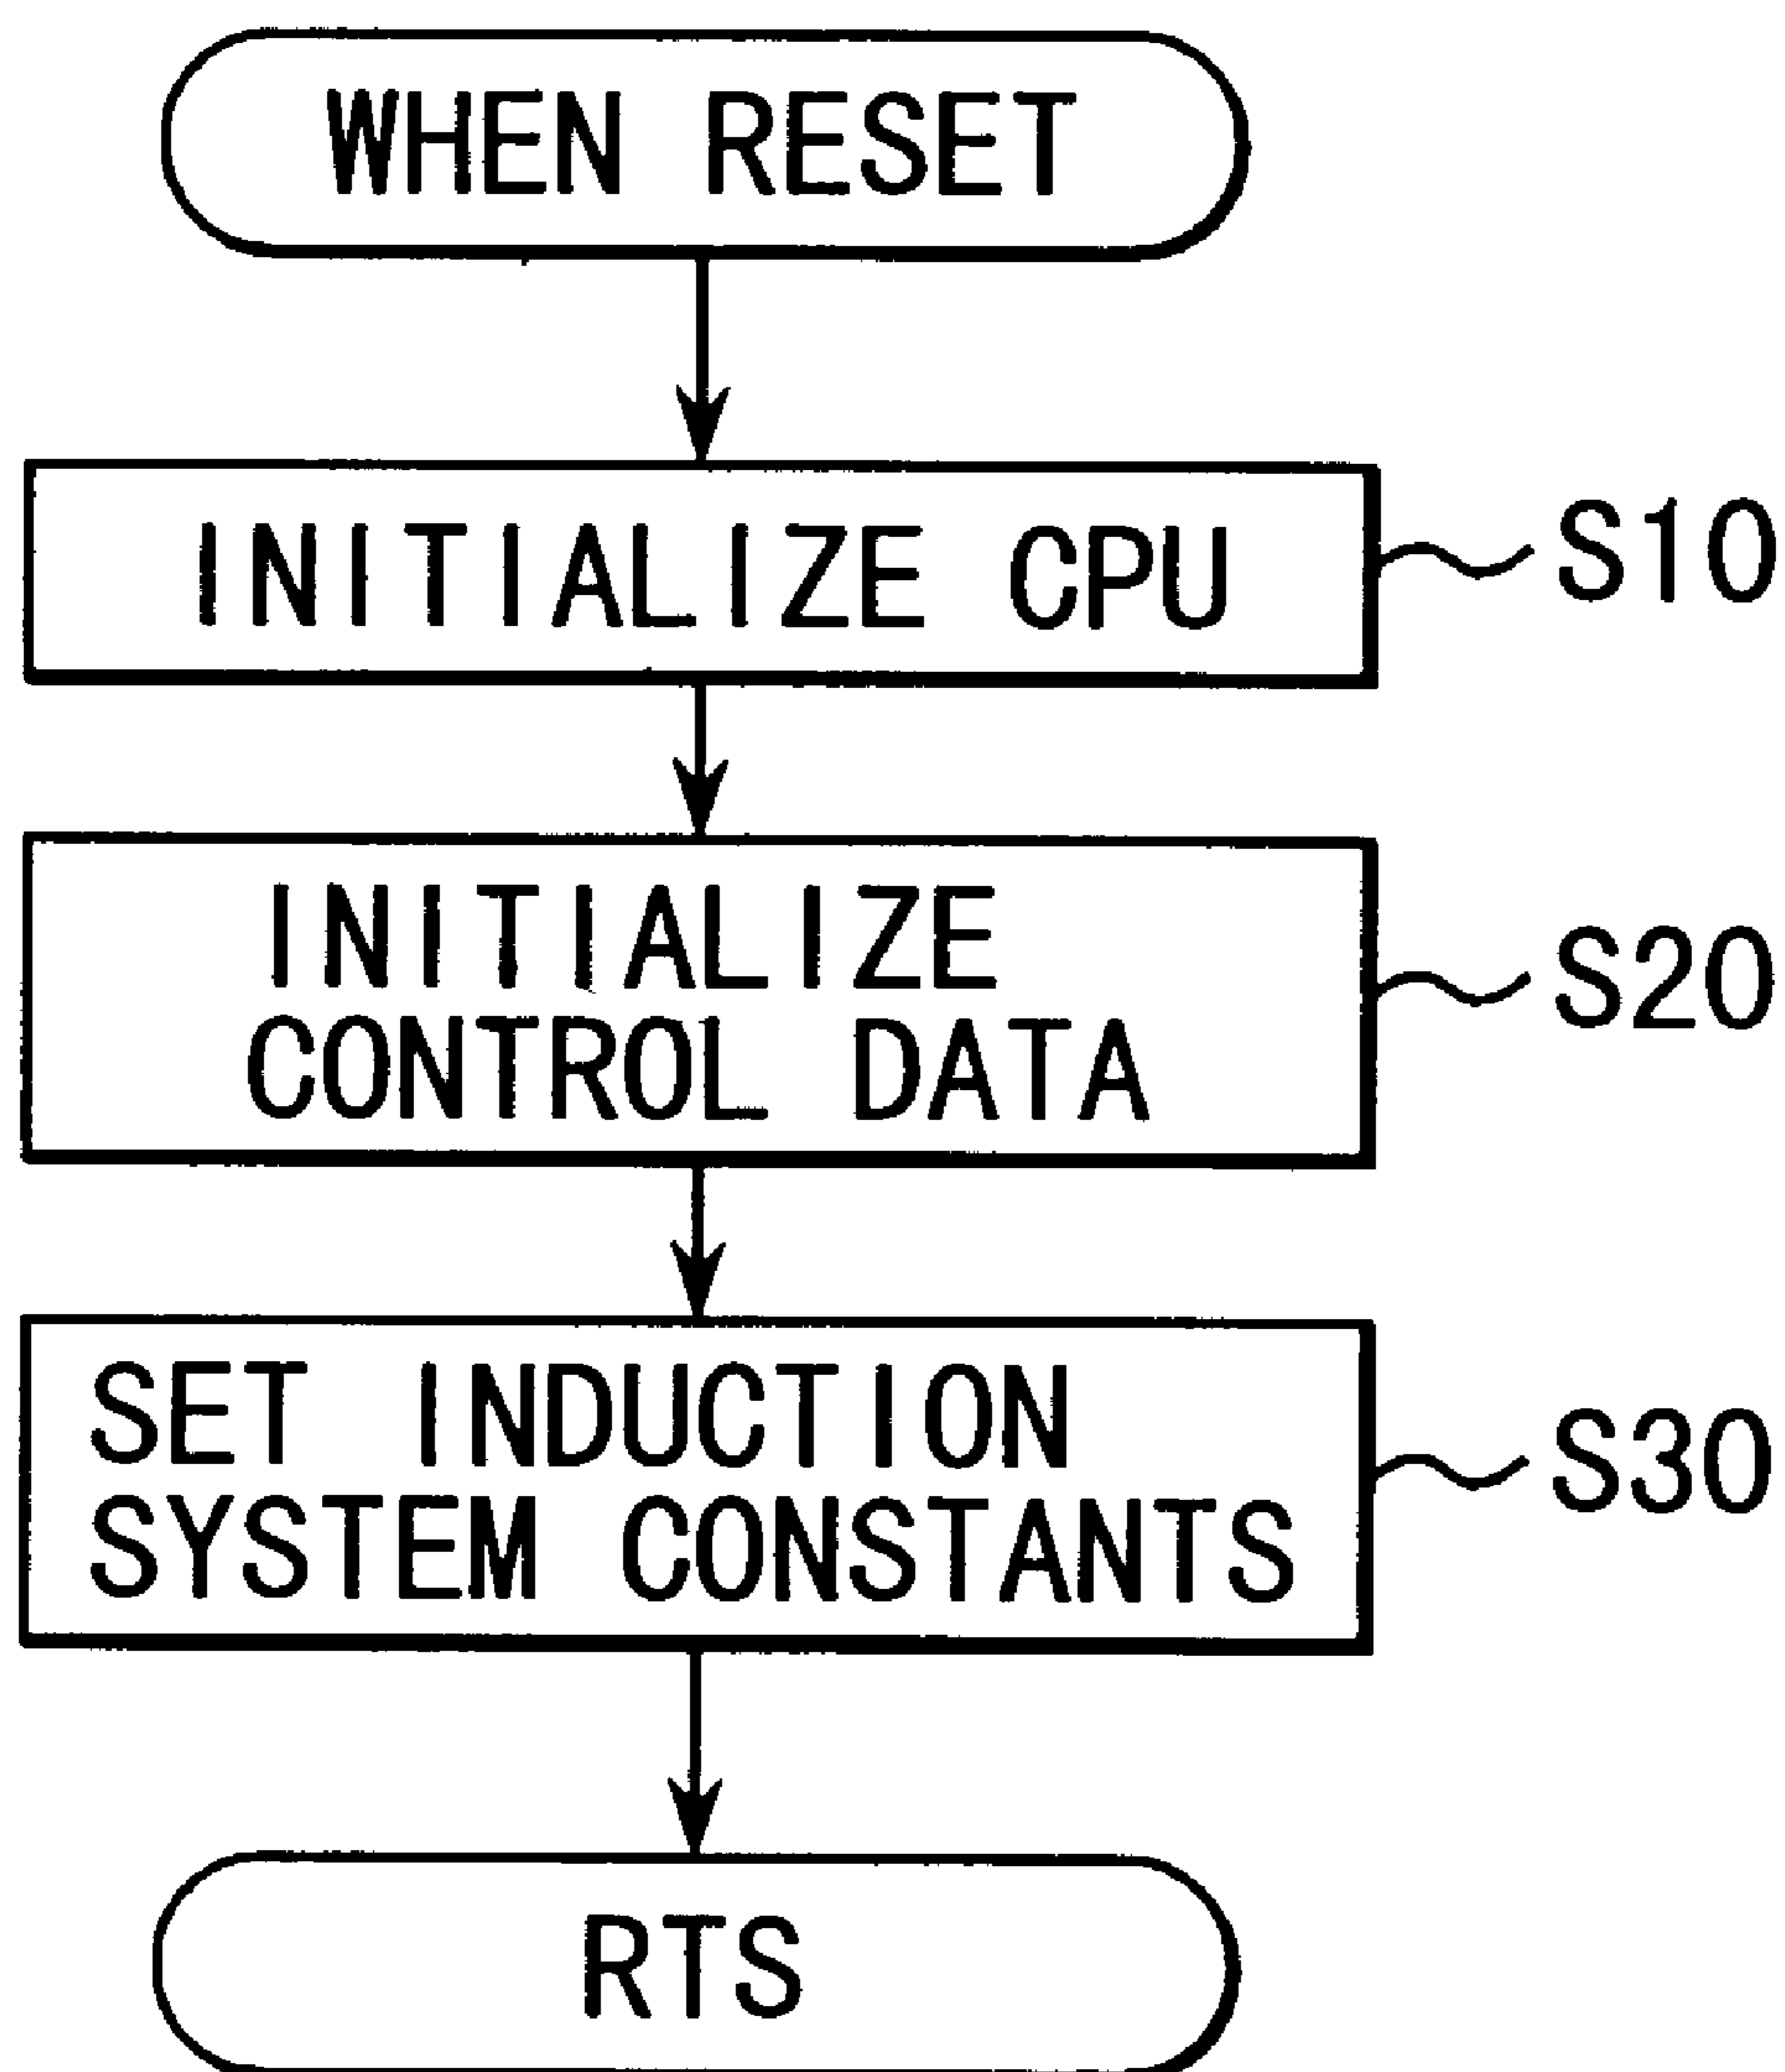 WHEN RESET
INITIALIZE CPU
S10
INITIALIZE
CONTROL DATA
S20
SET INDUCTION
SYSTEM CONSTANTS
S30
RTS